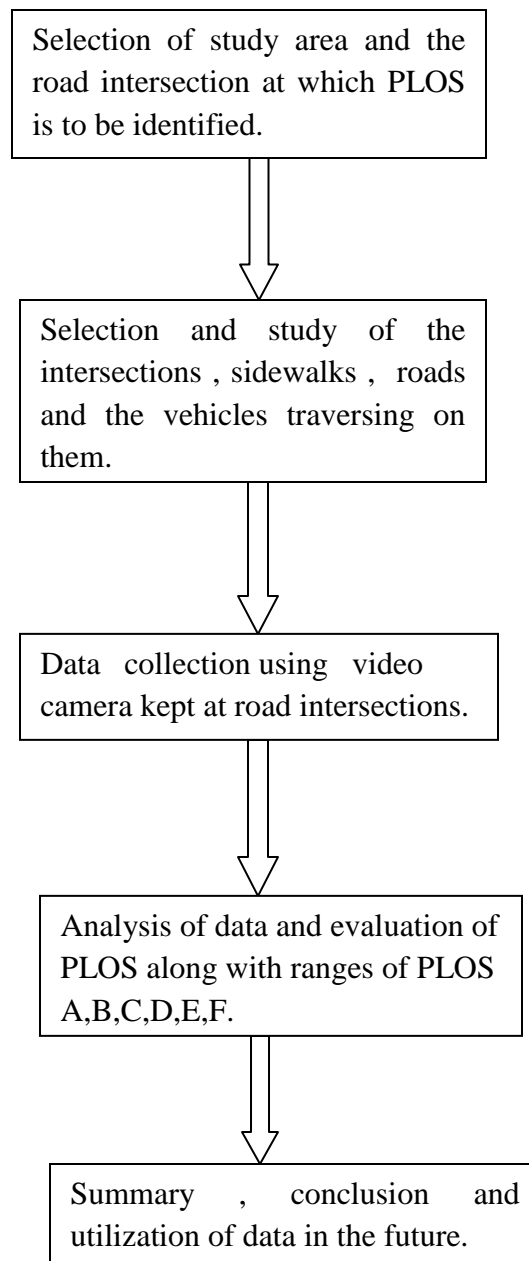 Selection of study area and the
road intersection at which PLOS
is to be identified.
Selection and study of the
intersections , sidewalks , roads
and the vehicles traversing on
them.
Data collection using video
camera kept at road intersections.
Analysis of data and evaluation of
PLOS along with ranges of PLOS
A,B,C,D,E,F.
Summary , conclusion and
utilization of data in the future.